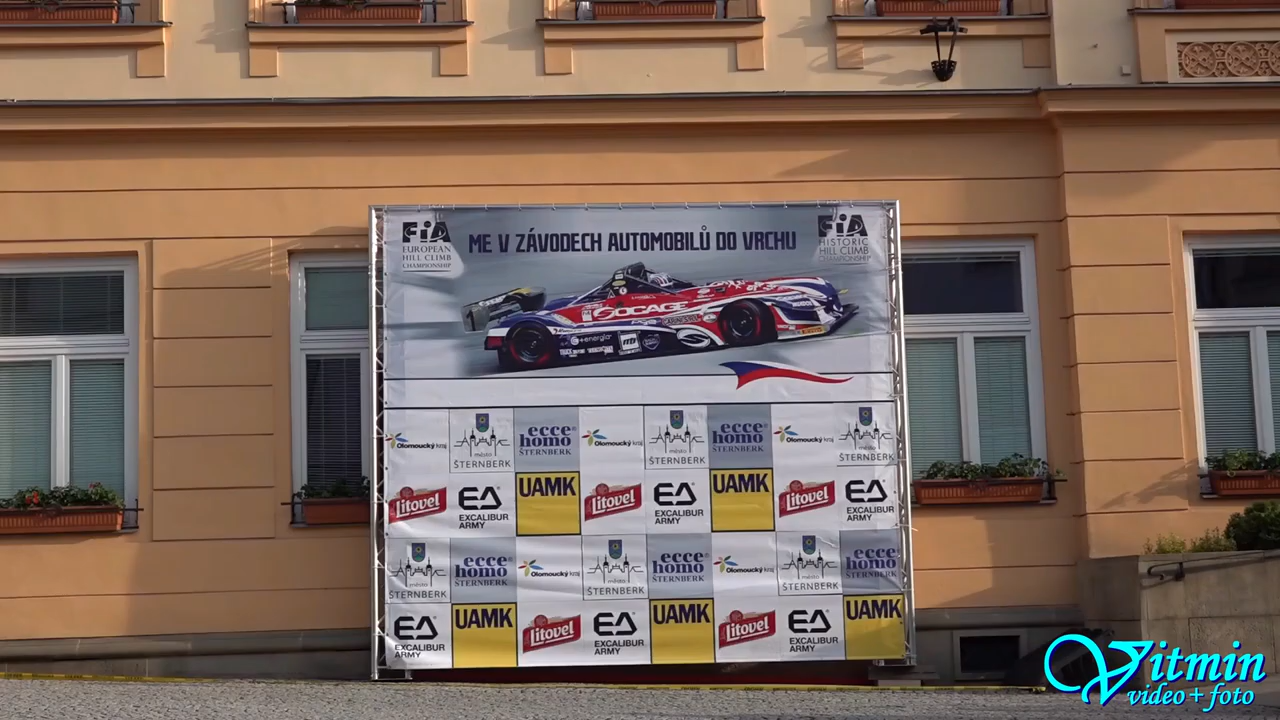 FIA
EUROPEAN
HILL CLIMB
CHAMPIONSHIP
ME V ZÁVODECH AUTOMOBILŮ DO VRCHU
FIA
HISTORIC
HILL CLIMB
CHAMPIONSHIP
SOCAGE
+energia
Olomoucký kraj
město
ŠTERNBERK
ecce
homo®
ŠTERNBERK
Olomoucký kraj
město
ŠTERNBERK
ecce
homo®
ŠTERNBERK
Olomoucký kraj
město
ŠTERNBERK
Litovel
EA
EXCALIBUR
ARMY
UAMK
Litovel
EA
EXCALIBUR
ARMY
UAMK
Litovel
EA
EXCALIBUR
ARMY
město
ŠTERNBERK
ecce
homo®
ŠTERNBERK
Olomoucký kraj
město
ŠTERNBERK
ecce
homo®
ŠTERNBERK
Olomoucký kraj
město
ŠTERNBERK
ecce
homo®
ŠTERNBERK
EA
EXCALIBUR
ARMY
UAMK
Litovel
EA
EXCALIBUR
ARMY
UAMK
Litovel
EA
EXCALIBUR
ARMY
UAMK
Vitmin
video+foto